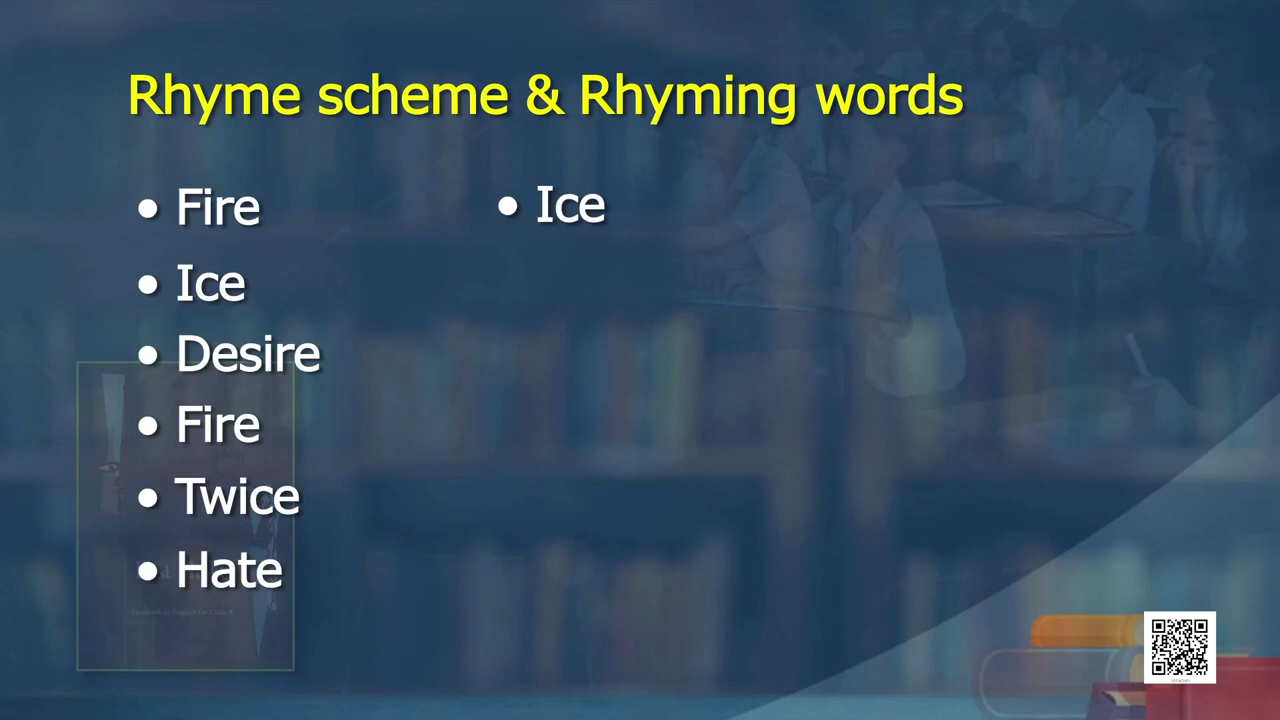 Rhyme scheme & Rhyming words
• Fire
• Ice
• Desire
• Fire
• Twice
• Hate
• Ice